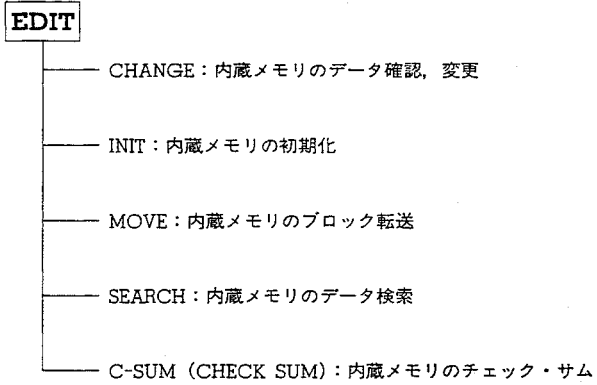 EDIT
CHANGE：内蔵メモリのデータ確認，変更
INIT：内蔵メモリの初期化
MOVE：内蔵メモリのブロック転送
SEARCH：内蔵メモリのデータ検索
C-SUM（CHECK SUM）：内蔵メモリのチェック・サム